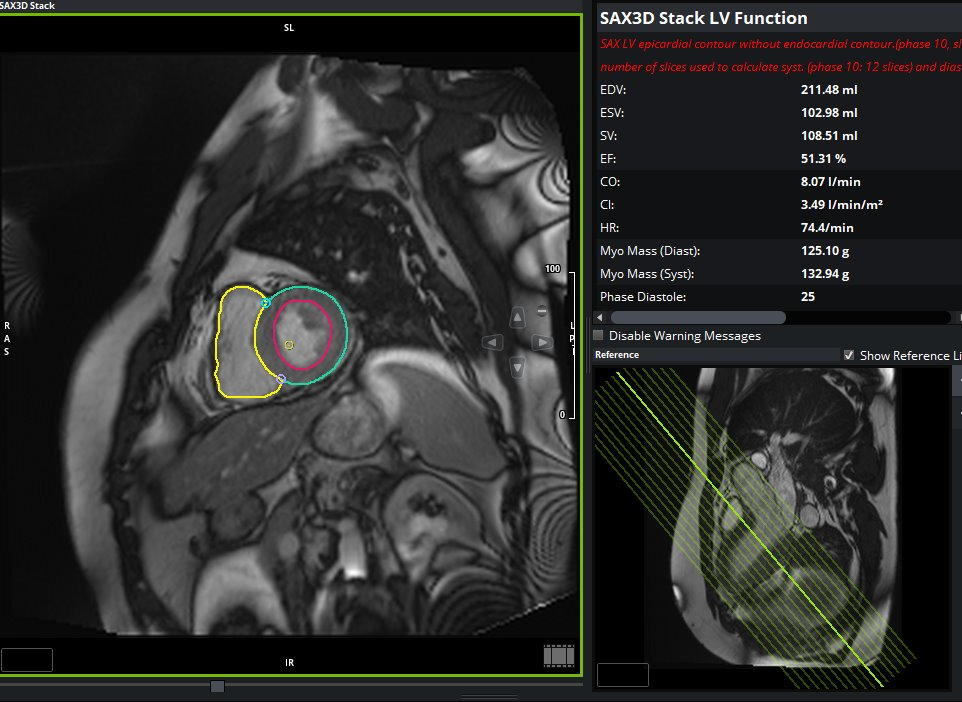 SAX3D Stack
SL
R
A
S
100
L
P
0
IR
SAX3D Stack LV Function
SAX LV epicardial contour without endocardial contour.(phase 10, sl
number of slices used to calculate syst. (phase 10: 12 slices) and dias
EDV: 211.48 ml
ESV: 102.98 ml
SV: 108.51 ml
EF: 51.31 %
CO: 8.07 l/min
CI: 3.49 l/min/m²
HR: 74.4/min
Myo Mass (Diast): 125.10 g
Myo Mass (Syst): 132.94 g
Phase Diastole: 25
Disable Warning Messages
Reference
Show Reference Li